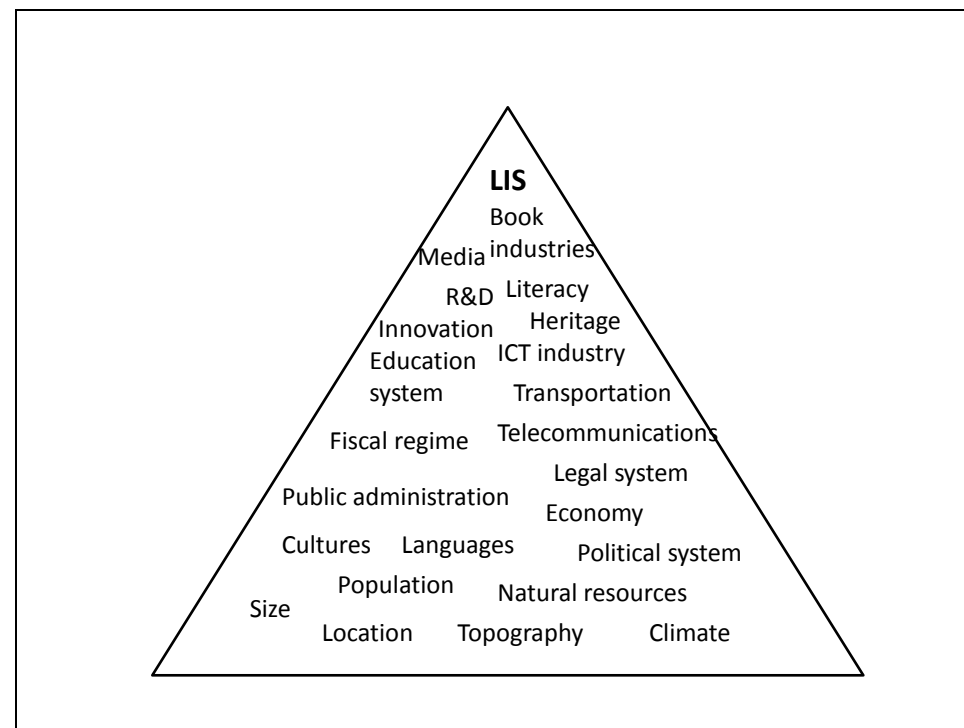 LIS
Book
industries
Media
R&D
Literacy
Innovation
Heritage
Education
system
ICT industry
Transportation
Fiscal regime
Telecommunications
Legal system
Public administration
Economy
Cultures
Languages
Political system
Population
Natural resources
Size
Location
Topography
Climate